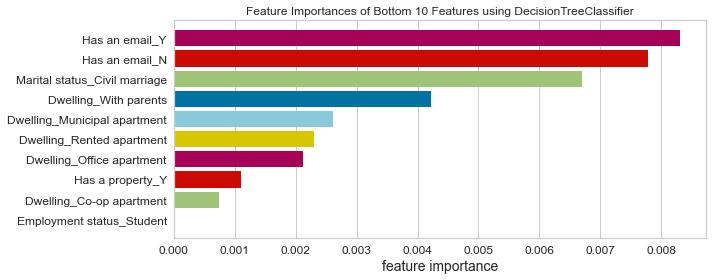 Feature Importances of Bottom 10 Features using DecisionTreeClassifier
Has an email_Y
Has an email_N
Marital status_Civil marriage
Dwelling_With parents
Dwelling_Municipal apartment
Dwelling_Rented apartment
Dwelling_Office apartment
Has a property_Y
Dwelling_Co-op apartment
Employment status_Student
0.000 0.001 0.002 0.003 0.004 0.005 0.006 0.007 0.008
feature importance